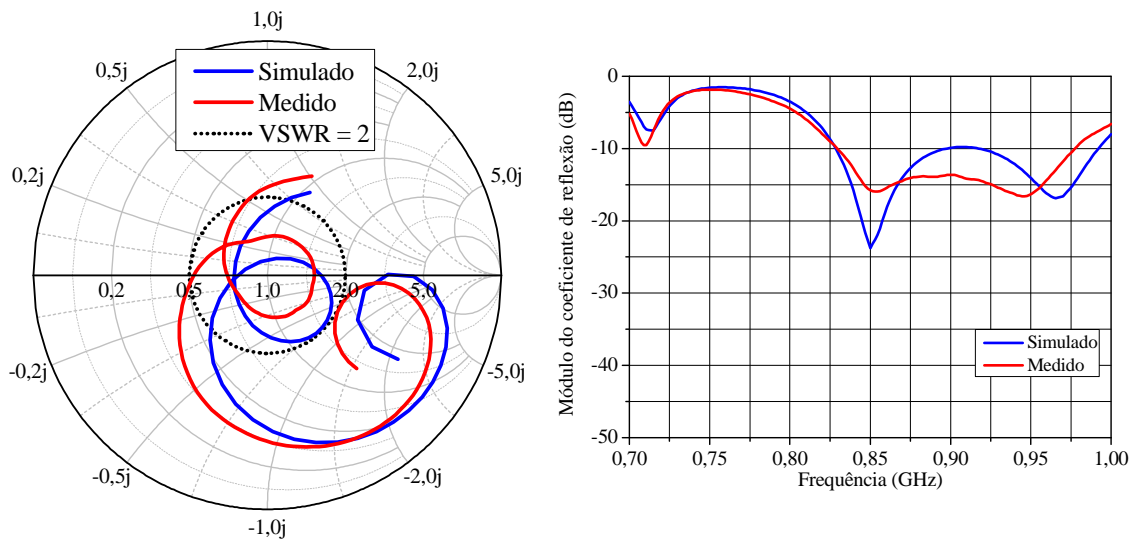 1,0j
0,5j
2,0j
Simulado
Medido
VSWR = 2
0,2j
5,0j
0,2
0,5
1,0
2,0
5,0
-0,2j
-5,0j
-0,5j
-2,0j
-1,0j
Módulo do coeficiente de reflexão (dB)
0
-10
-20
-30
-40
-50
Simulado
Medido
0,70
0,75
0,80
0,85
0,90
0,95
1,00
Frequência (GHz)